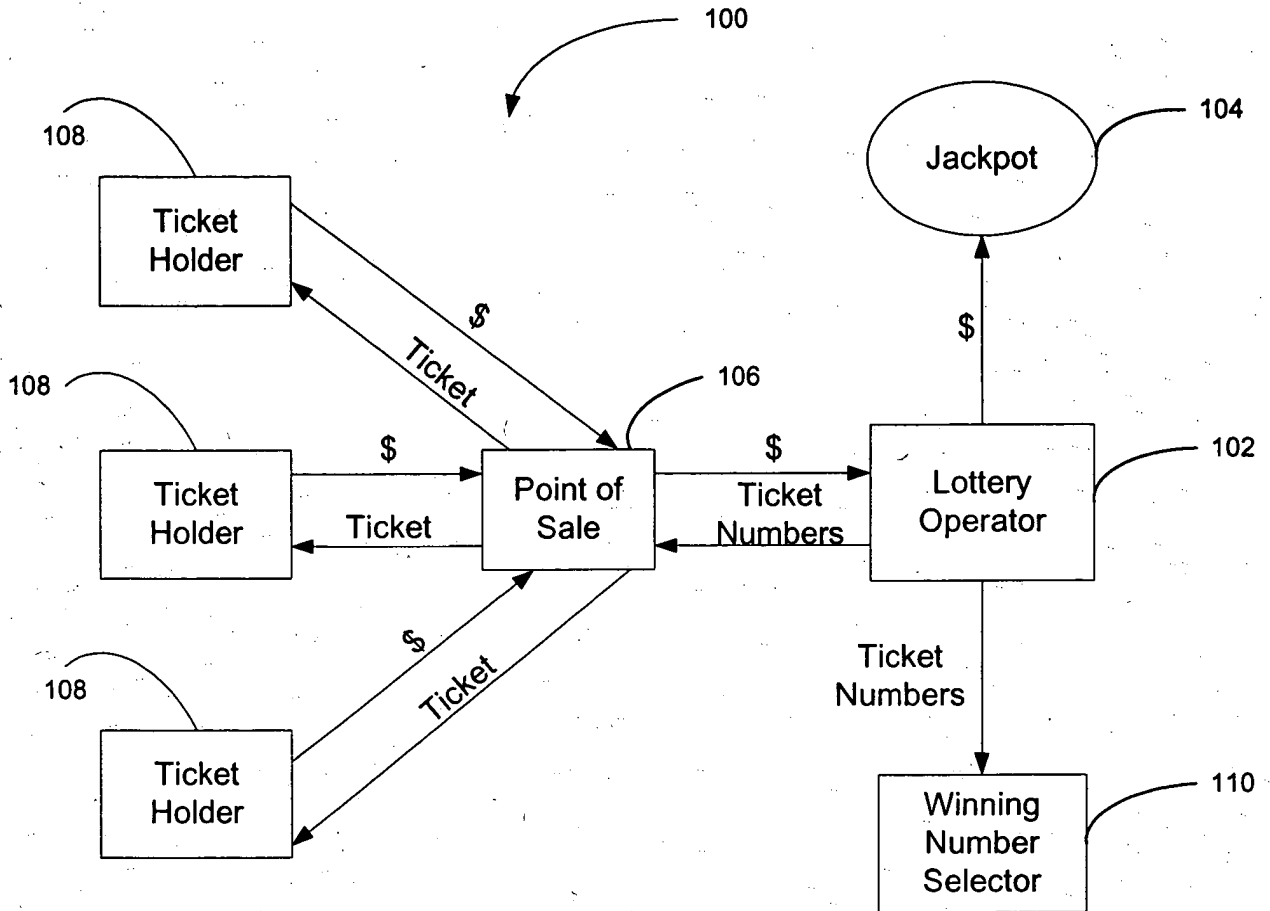 100
104
Jackpot
108
Ticket
Holder
$
Ticket
$
108
106
Ticket
Holder
$
Ticket
Point of
Sale
$
Ticket
Numbers
Lottery
Operator
102
108
$
Ticket
Ticket
Numbers
Ticket
Holder
110
Winning
Number
Selector